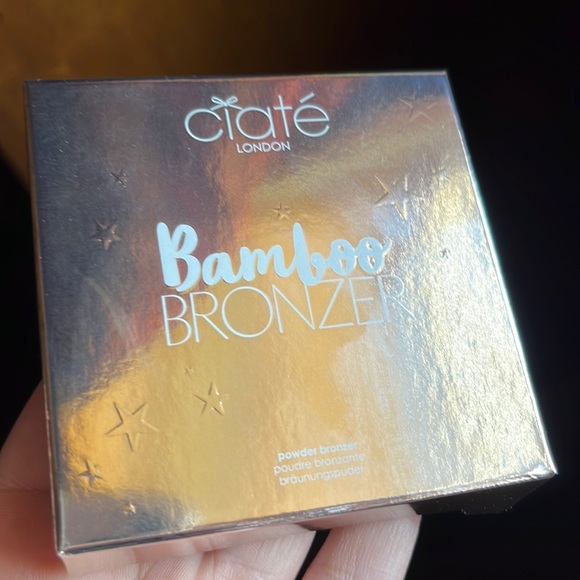 ciaté
LONDON
Bamboo
BRONZER
powder bronzer
poudre bronzante
bräunungspuder